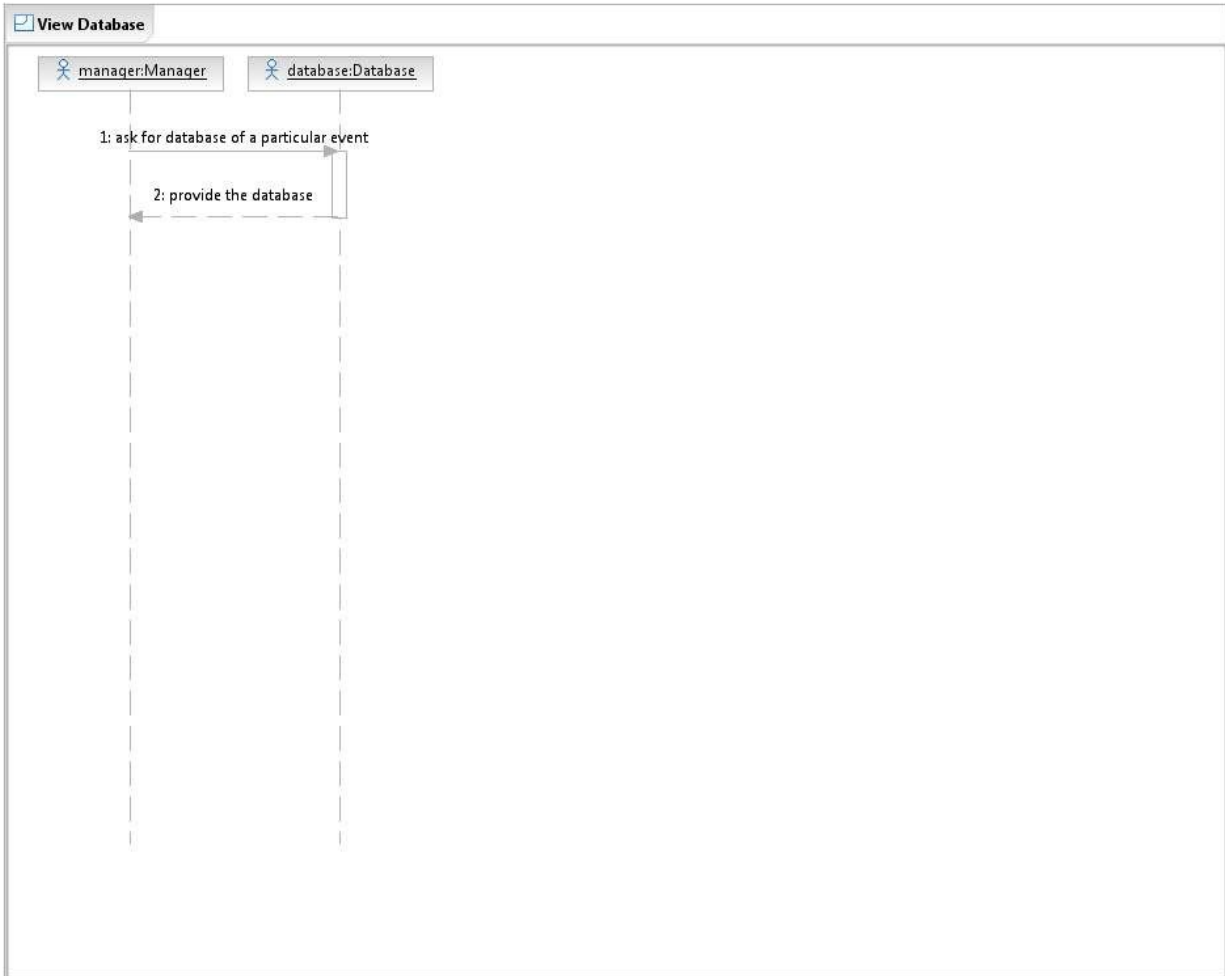 View Database
manager:Manager
database:Database
1: ask for database of a particular event
2: provide the database